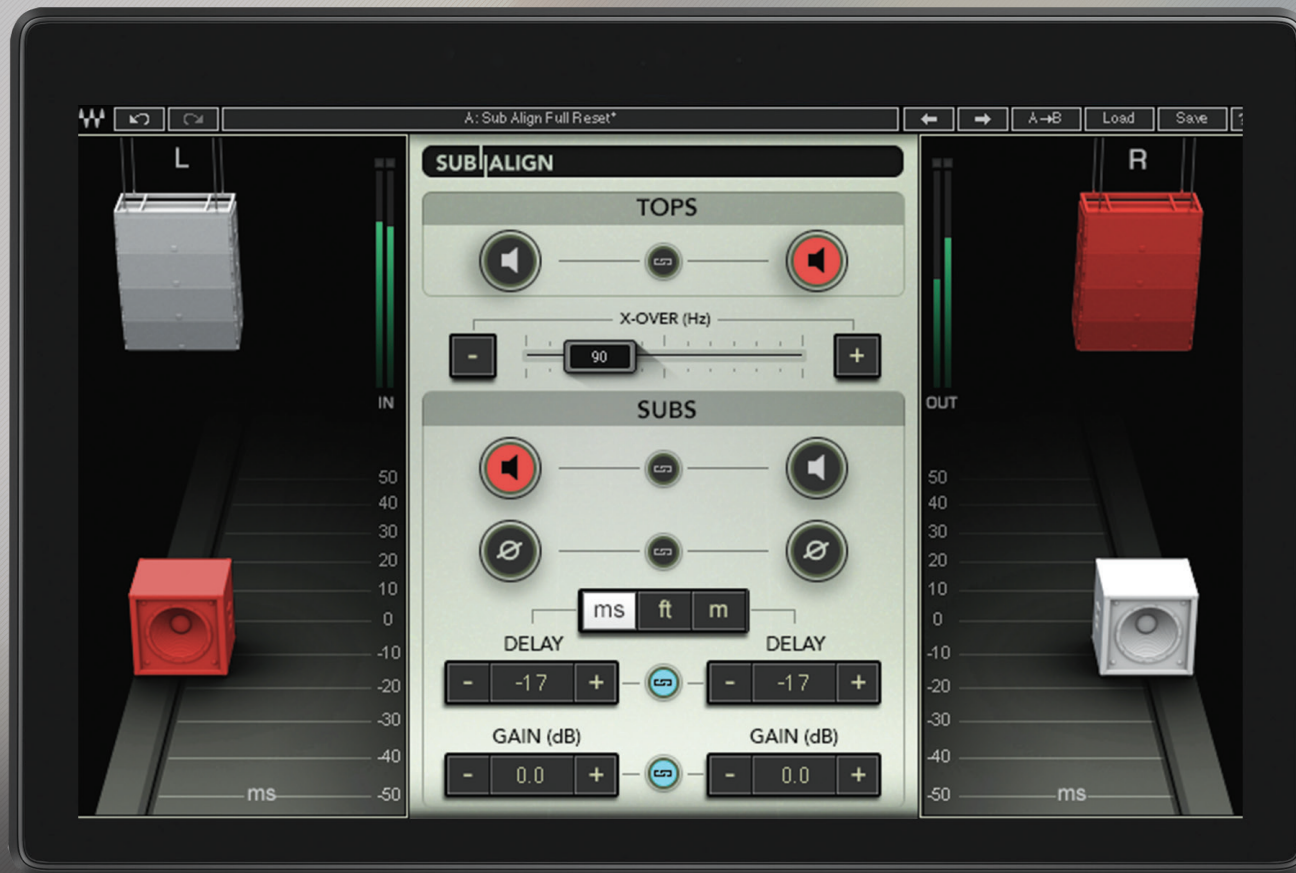 A: Sub Align Full Reset*
A→B
Load
Save
L
R
SUB ALIGN
TOPS
X-OVER (Hz)
-
90
+
IN
OUT
SUBS
50
40
30
20
10
0
-10
-20
-30
-40
-50
ms
50
40
30
20
10
0
-10
-20
-30
-40
-50
ms
ms ft m
DELAY DELAY
- -17 + - -17 +
GAIN (dB) GAIN (dB)
- 0.0 + - 0.0 +